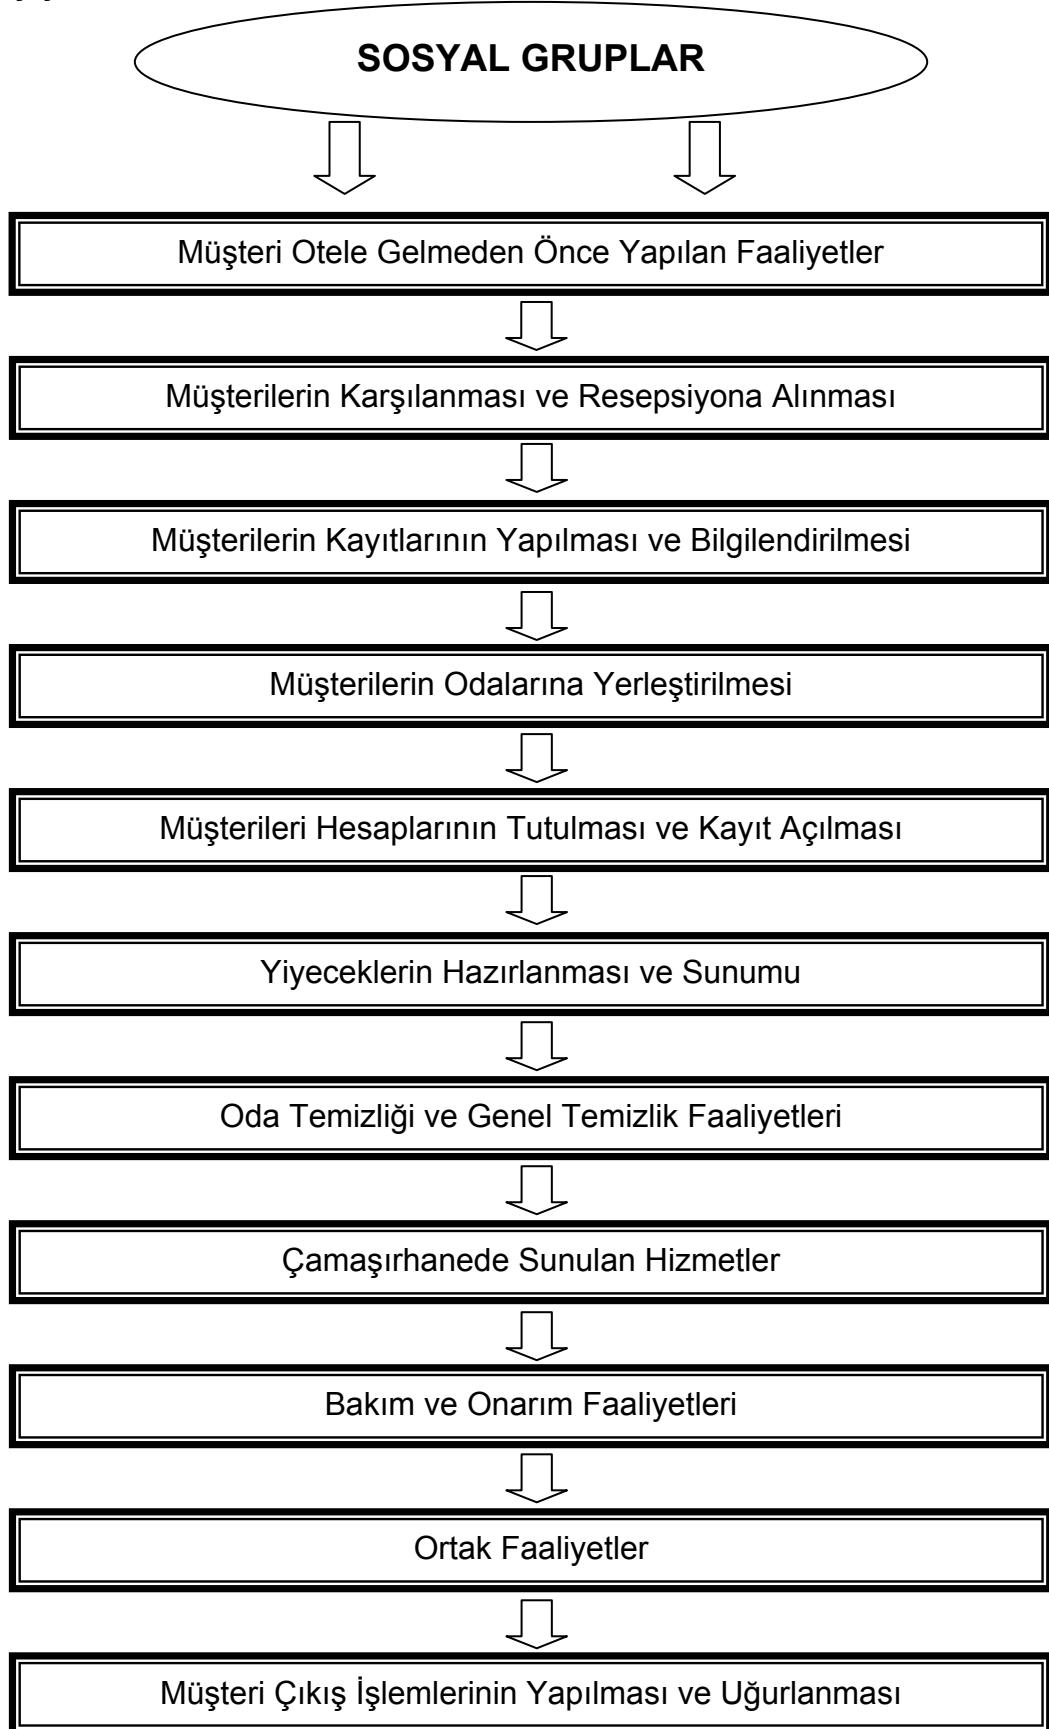 SOSYAL GRUPLAR
Müşteri Otele Gelmeden Önce Yapılan Faaliyetler
Müşterilerin Karşılanması ve Resepsiyona Alınması
Müşterilerin Kayıtlarının Yapılması ve Bilgilendirilmesi
Müşterilerin Odalarına Yerleştirilmesi
Müşterileri Hesaplarının Tutulması ve Kayıt Açılması
Yiyeceklerin Hazırlanması ve Sunumu
Oda Temizliği ve Genel Temizlik Faaliyetleri
Çamaşırhanede Sunulan Hizmetler
Bakım ve Onarım Faaliyetleri
Ortak Faaliyetler
Müşteri Çıkış İşlemlerinin Yapılması ve Uğurlanması